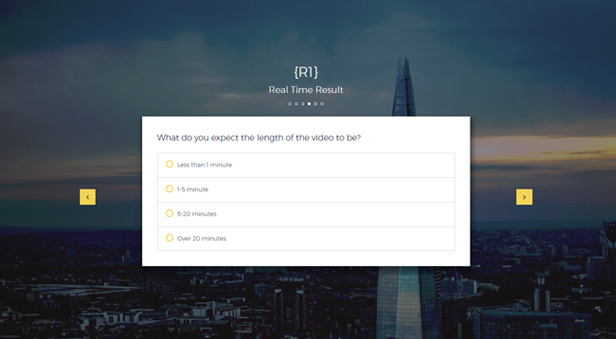 {R1}
Real Time Result
What do you expect the length of the video to be?
Less than 1 minute
1-5 minute
5-20 minutes
Over 20 minutes